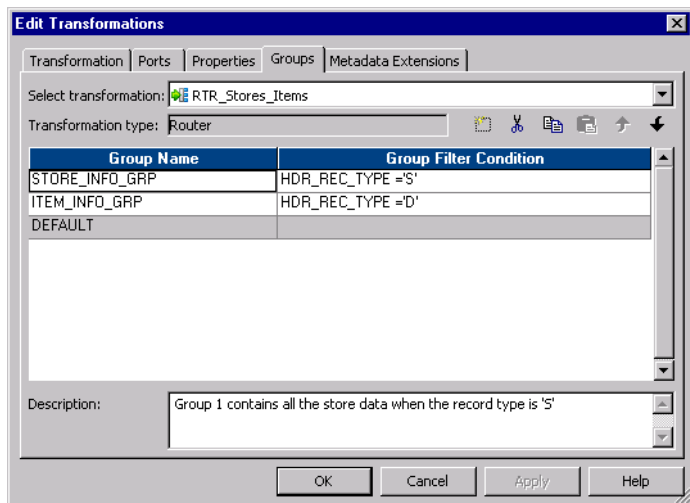 Edit Transformations
Transformation Ports Properties Groups Metadata Extensions
Select transformation: RTR_Stores_Items
Transformation type: Router
Group Name Group Filter Condition
STORE_INFO_GRP HDR_REC_TYPE ='S'
ITEM_INFO_GRP HDR_REC_TYPE ='D'
DEFAULT
Description: Group 1 contains all the store data when the record type is 'S'
OK Cancel Apply Help